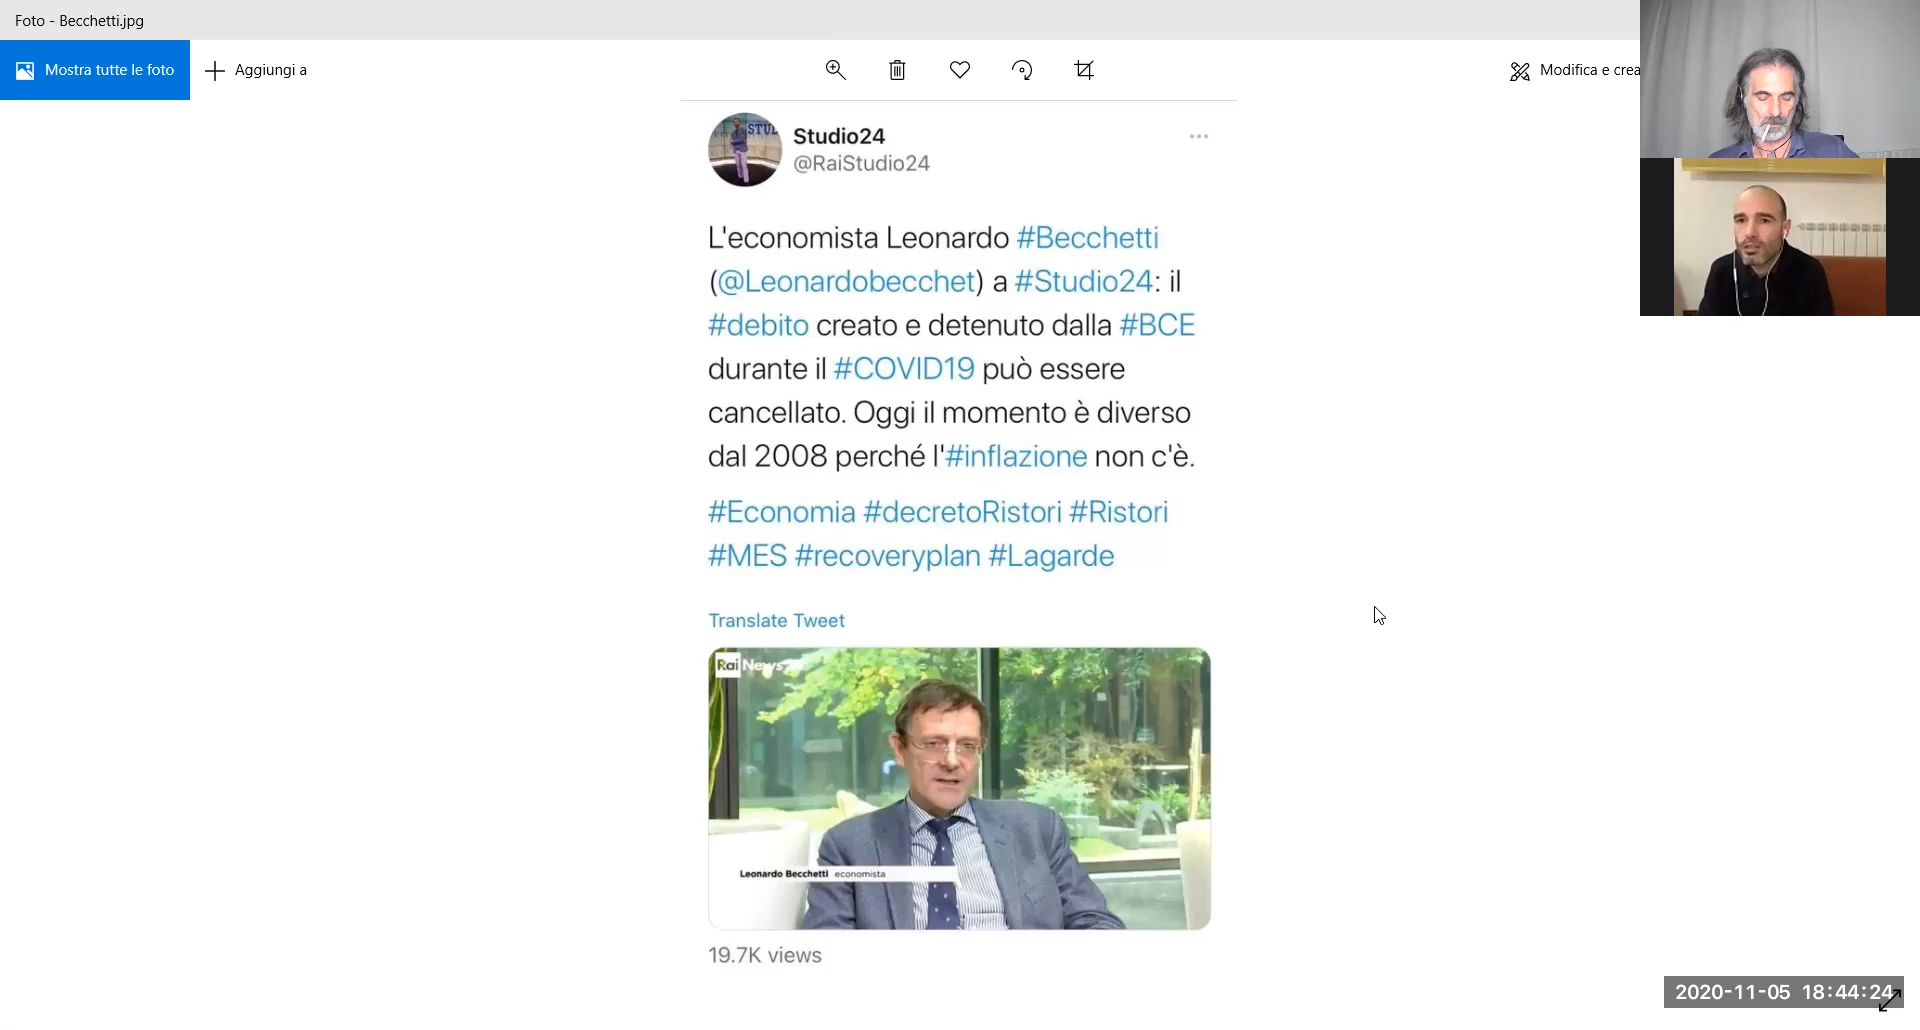 Foto - Becchetti.jpg
Mostra tutte le foto
Aggiungi a
Modifica e crea
STUD
Studio24
@RaiStudio24
L'economista Leonardo #Becchetti
(@Leonardobecchet) a #Studio24: il
#debito creato e detenuto dalla #BCE
durante il #COVID19 può essere
cancellato. Oggi il momento è diverso
dal 2008 perché l'#inflazione non c'è.
#Economia #decretoRistori #Ristori
#MES #recoveryplan #Lagarde
Translate Tweet
Rai News
Leonardo Becchetti economista
19.7K views
2020-11-05 18:44:24